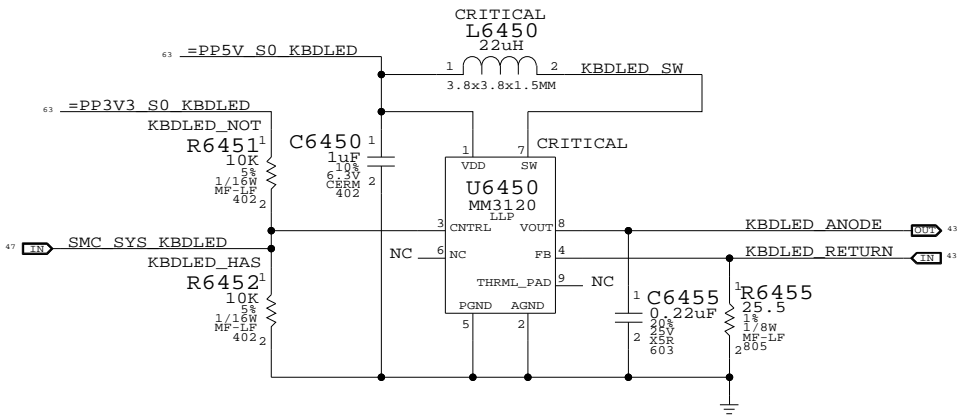 CRITICAL
L6450
22uH
63 =PP5V_S0_KBDLED
1 2 KBDLED_SW
3.8x3.8x1.5MM
63 =PP3V3_S0_KBDLED
KBDLED_NOT
R6451 1
10K
5%
1/16W
MF-LF
402 2
C6450 1
1uF
10%
6.3V
CERM
402
2
1 7 CRITICAL
VDD SW
U6450
MM3120
LLP
47 IN SMC_SYS_KBDLED
3 CNTRL VOUT 8
KBDLED_ANODE OUT 43
NC 6 NC FB 4
KBDLED_RETURN IN 43
THRML_PAD 9 NC
PGND AGND
5 2
KBDLED_HAS
R6452 1
10K
5%
1/16W
MF-LF
402 2
1 C6455
0.22uF
20%
25V
2 X5R
603
1 R6455
25.5
1%
1/8W
MF-LF
2 805